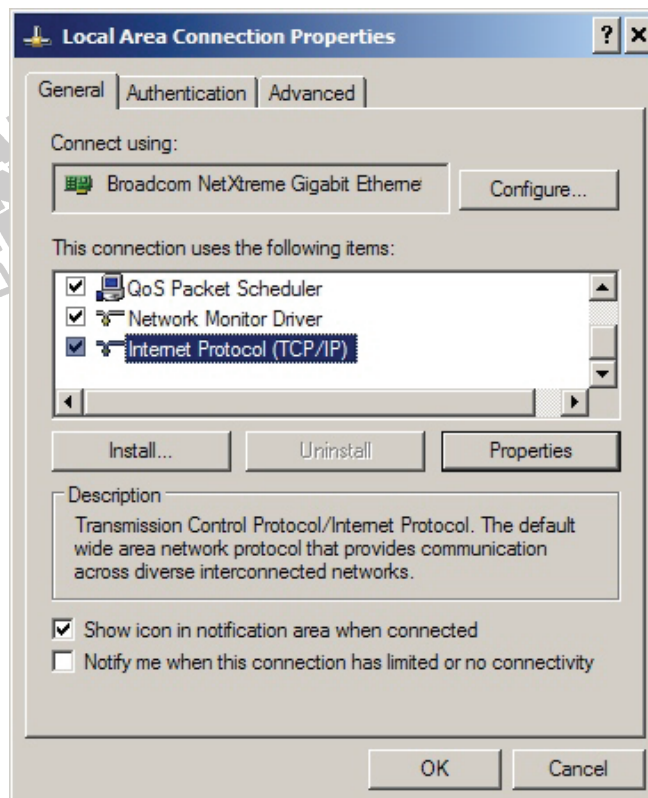 Local Area Connection Properties
General Authentication Advanced
Connect using:
Broadcom NetXtreme Gigabit Etherne
Configure...
This connection uses the following items:
QoS Packet Scheduler
Network Monitor Driver
Internet Protocol (TCP/IP)
Install... Uninstall Properties
Description
Transmission Control Protocol/Internet Protocol. The default
wide area network protocol that provides communication
across diverse interconnected networks.
Show icon in notification area when connected
Notify me when this connection has limited or no connectivity
OK Cancel